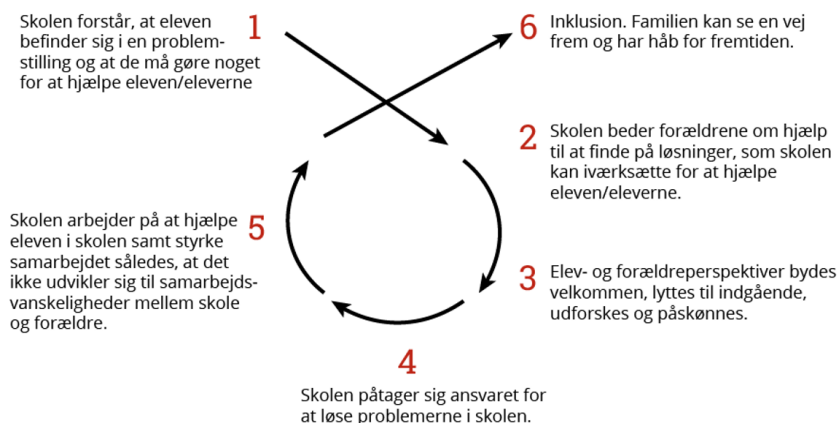 1
Skolen forstår, at eleven
befinder sig i en problem-
stilling og at de må gøre noget
for at hjælpe eleven/eleverne
6
Inklusion. Familien kan se en vej
frem og har håb for fremtiden.
2
Skolen beder forældrene om hjælp
til at finde på løsninger, som skolen
kan iværksætte for at hjælpe
eleven/eleverne.
3
Elev- og forældreperspektiver bydes
velkommen, lyttes til indgående,
udforskes og påskønnes.
4
Skolen påtager sig ansvaret for
at løse problemerne i skolen.
5
Skolen arbejder på at hjælpe
eleven i skolen samt styrke
samarbejdet således, at det
ikke udvikler sig til samarbejds-
vanskeligheder mellem skole
og forældre.